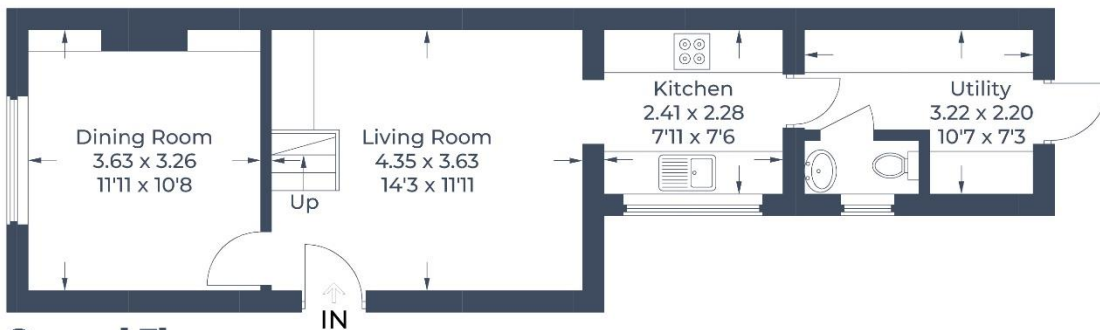 Dining Room
3.63 x 3.26
11'11 x 10'8
Up
Living Room
4.35 x 3.63
14'3 x 11'11
Kitchen
2.41 x 2.28
7'11 x 7'6
Utility
3.22 x 2.20
10'7 x 7'3
IN